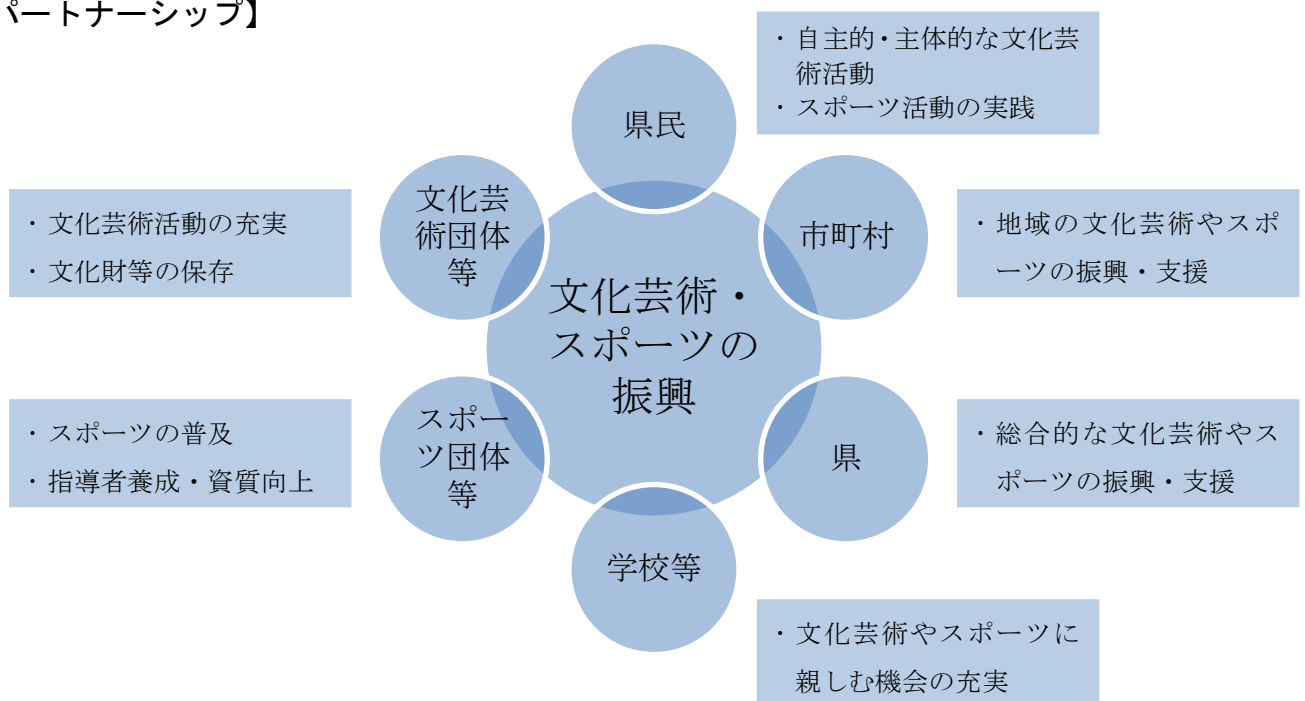 パートナーシップ】
・自主的・主体的な文化芸
術活動
・スポーツ活動の実践
県民
文化芸
術団体
等
市町村
・文化芸術活動の充実
・文化財等の保存
・地域の文化芸術やスポ
ーツの振興・支援
文化芸術・
スポーツの
振興
スポー
ツ団体
等
県
・スポーツの普及
・指導者養成・資質向上
・総合的な文化芸術やス
ポーツの振興・支援
学校等
・文化芸術やスポーツに
親しむ機会の充実